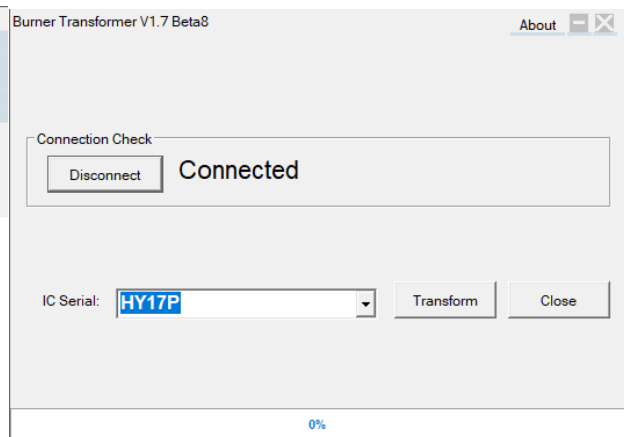 Burner Transformer V1.7 Beta8
About
Connection Check
Disconnect
Connected
IC Serial:
HY17P
Transform
Close
0%